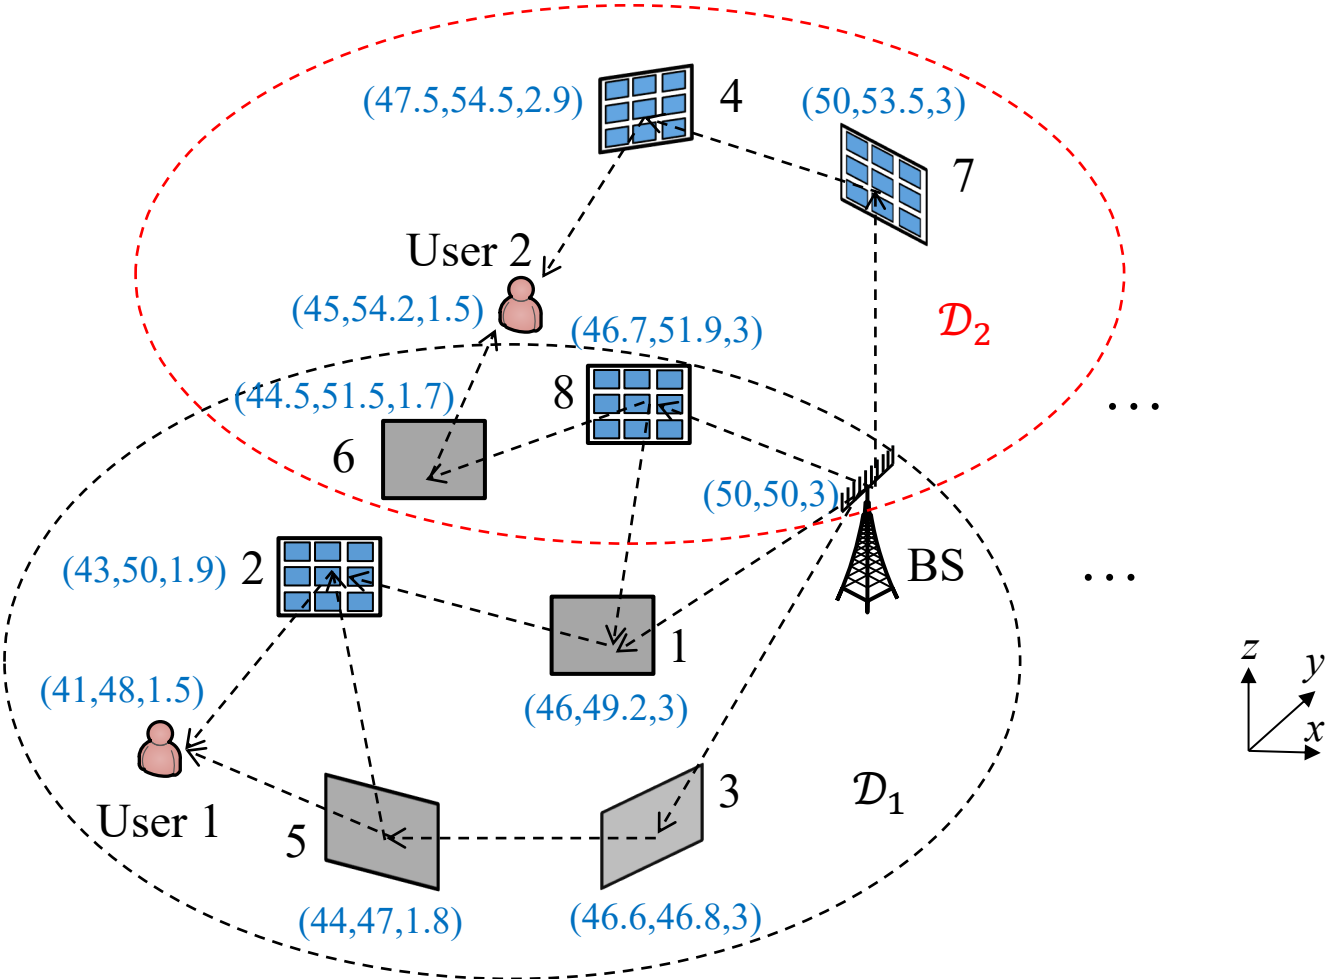 (47.5,54.5,2.9)
4
(50,53.5,3)
7
User 2
(45,54.2,1.5)
(46.7,51.9,3)
𝒟₂
(44.5,51.5,1.7)
8
6
...
(50,50,3)
(43,50,1.9)
2
BS
...
1
(41,48,1.5)
(46,49.2,3)
z
y
x
User 1
5
3
𝒟₁
(44,47,1.8)
(46.6,46.8,3)